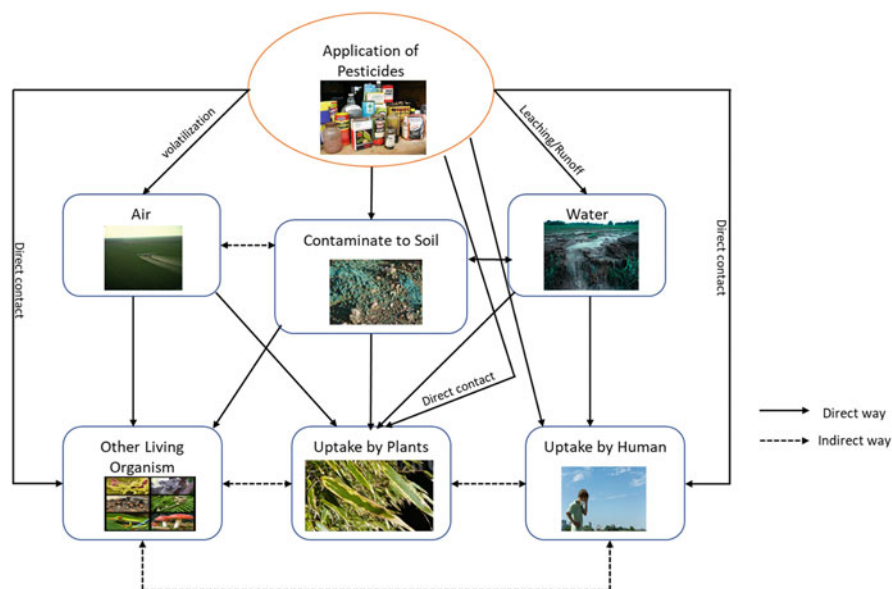 Application of
Pesticides
volatilization
Leaching/Runoff
Air
Contaminate to Soil
Water
Direct contact
Direct contact
Direct contact
Other Living
Organism
Uptake by Plants
Uptake by Human
Direct way
Indirect way